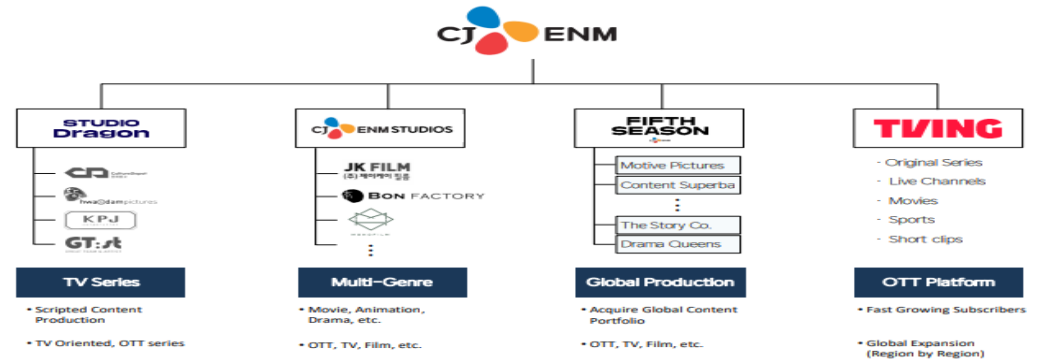 CJ ENM
STUDIO
Dragon
CJ ENM STUDIOS
FIFTH
SEASON
TVING
JK FILM
(주) 제이케이 필름
BON FACTORY
hwa&dampictures
KPJ
GT:st
Motive Pictures
Content Superba
The Story Co.
Drama Queens
- Original Series
- Live Channels
- Movies
- Sports
- Short clips
TV Series
• Scripted Content
Production
• TV Oriented, OTT series
Multi-Genre
• Movie, Animation,
Drama, etc.
• OTT, TV, Film, etc.
Global Production
• Acquire Global Content
Portfolio
• OTT, TV, Film, etc.
OTT Platform
• Fast Growing Subscribers
• Global Expansion
(Region by Region)